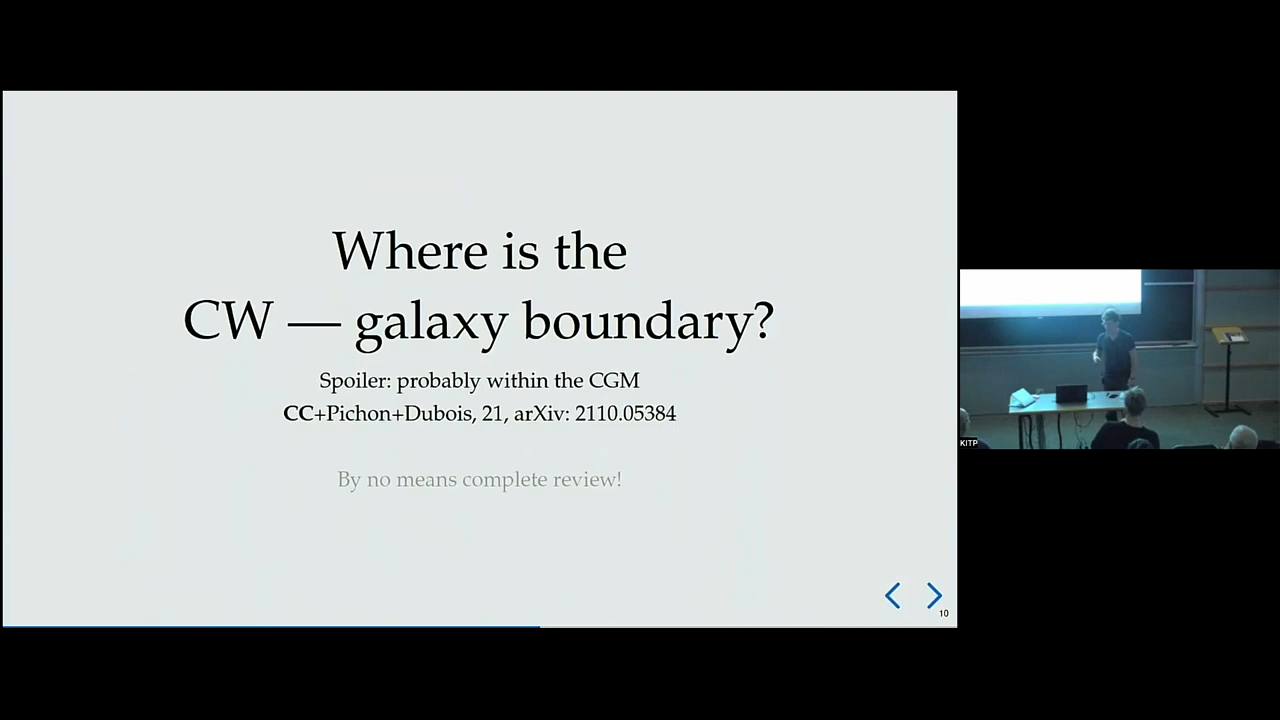 Where is the
CW — galaxy boundary?
Spoiler: probably within the CGM
CC+Pichon+Dubois, 21, arXiv: 2110.05384
By no means complete review!
10
KITP